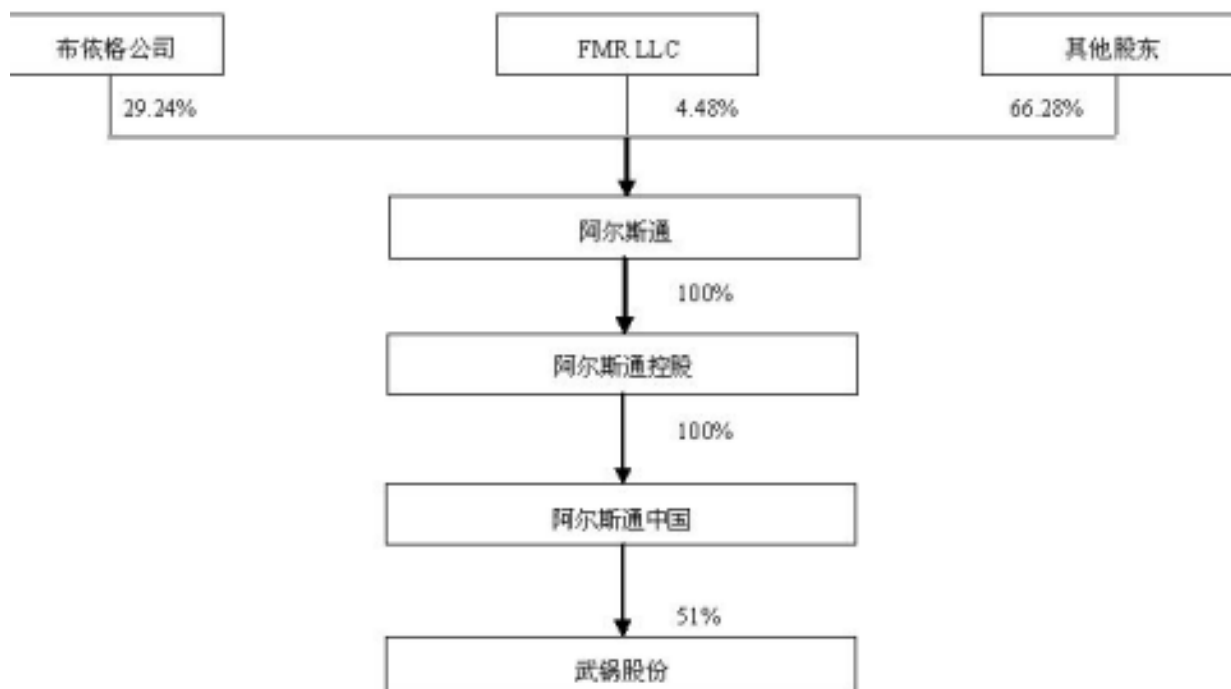 布依格公司
FMR LLC
其他股东
29.24%
4.48%
66.28%
阿尔斯通
100%
阿尔斯通控股
100%
阿尔斯通中国
51%
武锅股份